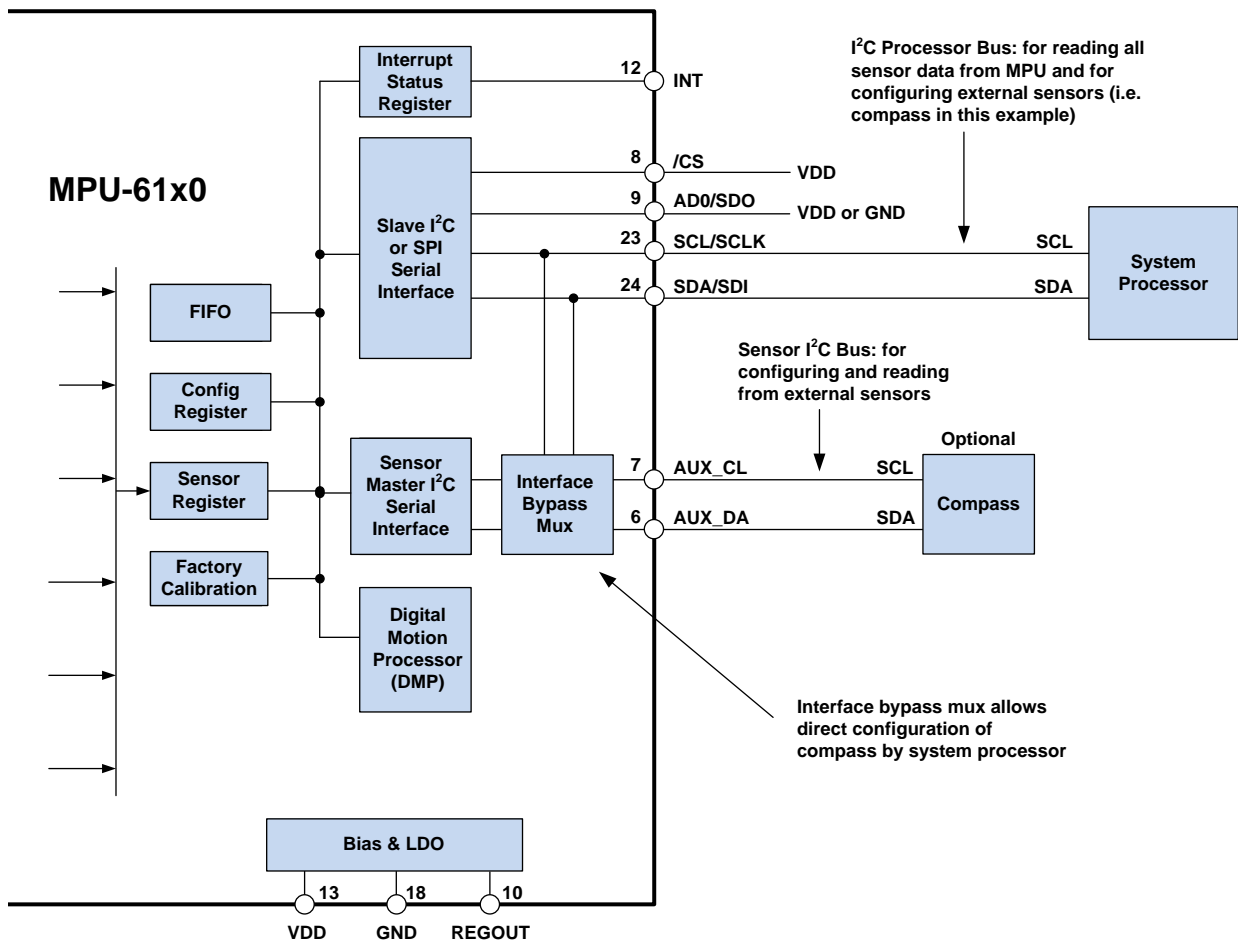 MPU-61x0
Interrupt
Status
Register
12
INT
I²C Processor Bus: for reading all
sensor data from MPU and for
configuring external sensors (i.e.
compass in this example)
Slave I²C
or SPI
Serial
Interface
8
/CS
VDD
9
AD0/SDO
VDD or GND
23
SCL/SCLK
SCL
24
SDA/SDI
SDA
System
Processor
FIFO
Config
Register
Sensor
Register
Factory
Calibration
Sensor I²C Bus: for
configuring and reading
from external sensors
Sensor
Master I²C
Serial
Interface
Interface
Bypass
Mux
7
AUX_CL
SCL
6
AUX_DA
SDA
Optional
Compass
Digital
Motion
Processor
(DMP)
Interface bypass mux allows
direct configuration of
compass by system processor
Bias & LDO
13
18
10
VDD
GND
REGOUT